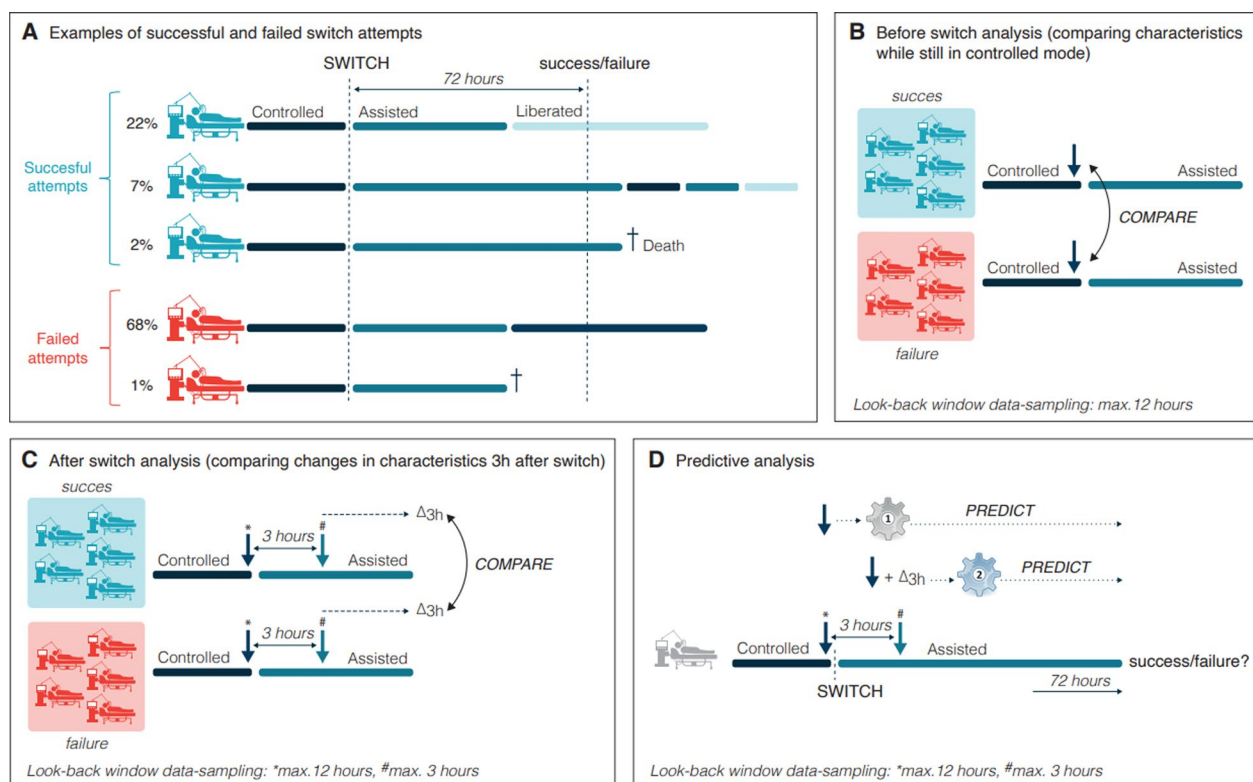 A Examples of successful and failed switch attempts
SWITCH
success/failure
72 hours
Controlled
Assisted
Liberated
22%
Succesful
attempts
7%
2%
† Death
68%
Failed
attempts
1%
†
B Before switch analysis (comparing characteristics
while still in controlled mode)
succes
Controlled
Assisted
COMPARE
Controlled
Assisted
failure
Look-back window data-sampling: max.12 hours
C After switch analysis (comparing changes in characteristics 3h after switch)
succes
* # Δ3h
3 hours
Controlled
Assisted
COMPARE
* # Δ3h
3 hours
Controlled
Assisted
failure
Look-back window data-sampling: *max.12 hours, #max. 3 hours
D Predictive analysis
1
PREDICT
+ Δ3h
2
PREDICT
* #
3 hours
Controlled
Assisted
success/failure?
SWITCH
72 hours
Look-back window data-sampling: *max.12 hours, #max. 3 hours